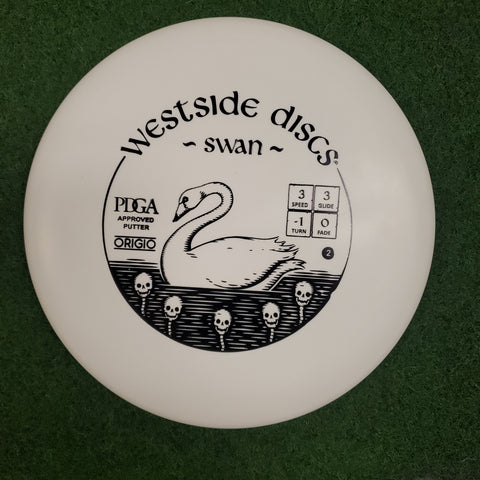 Westside Discs
~ Swan ~
PDGA
APPROVED
PUTTER
ORIGIO
3 3
SPEED GLIDE
-1 0
TURN FADE
2